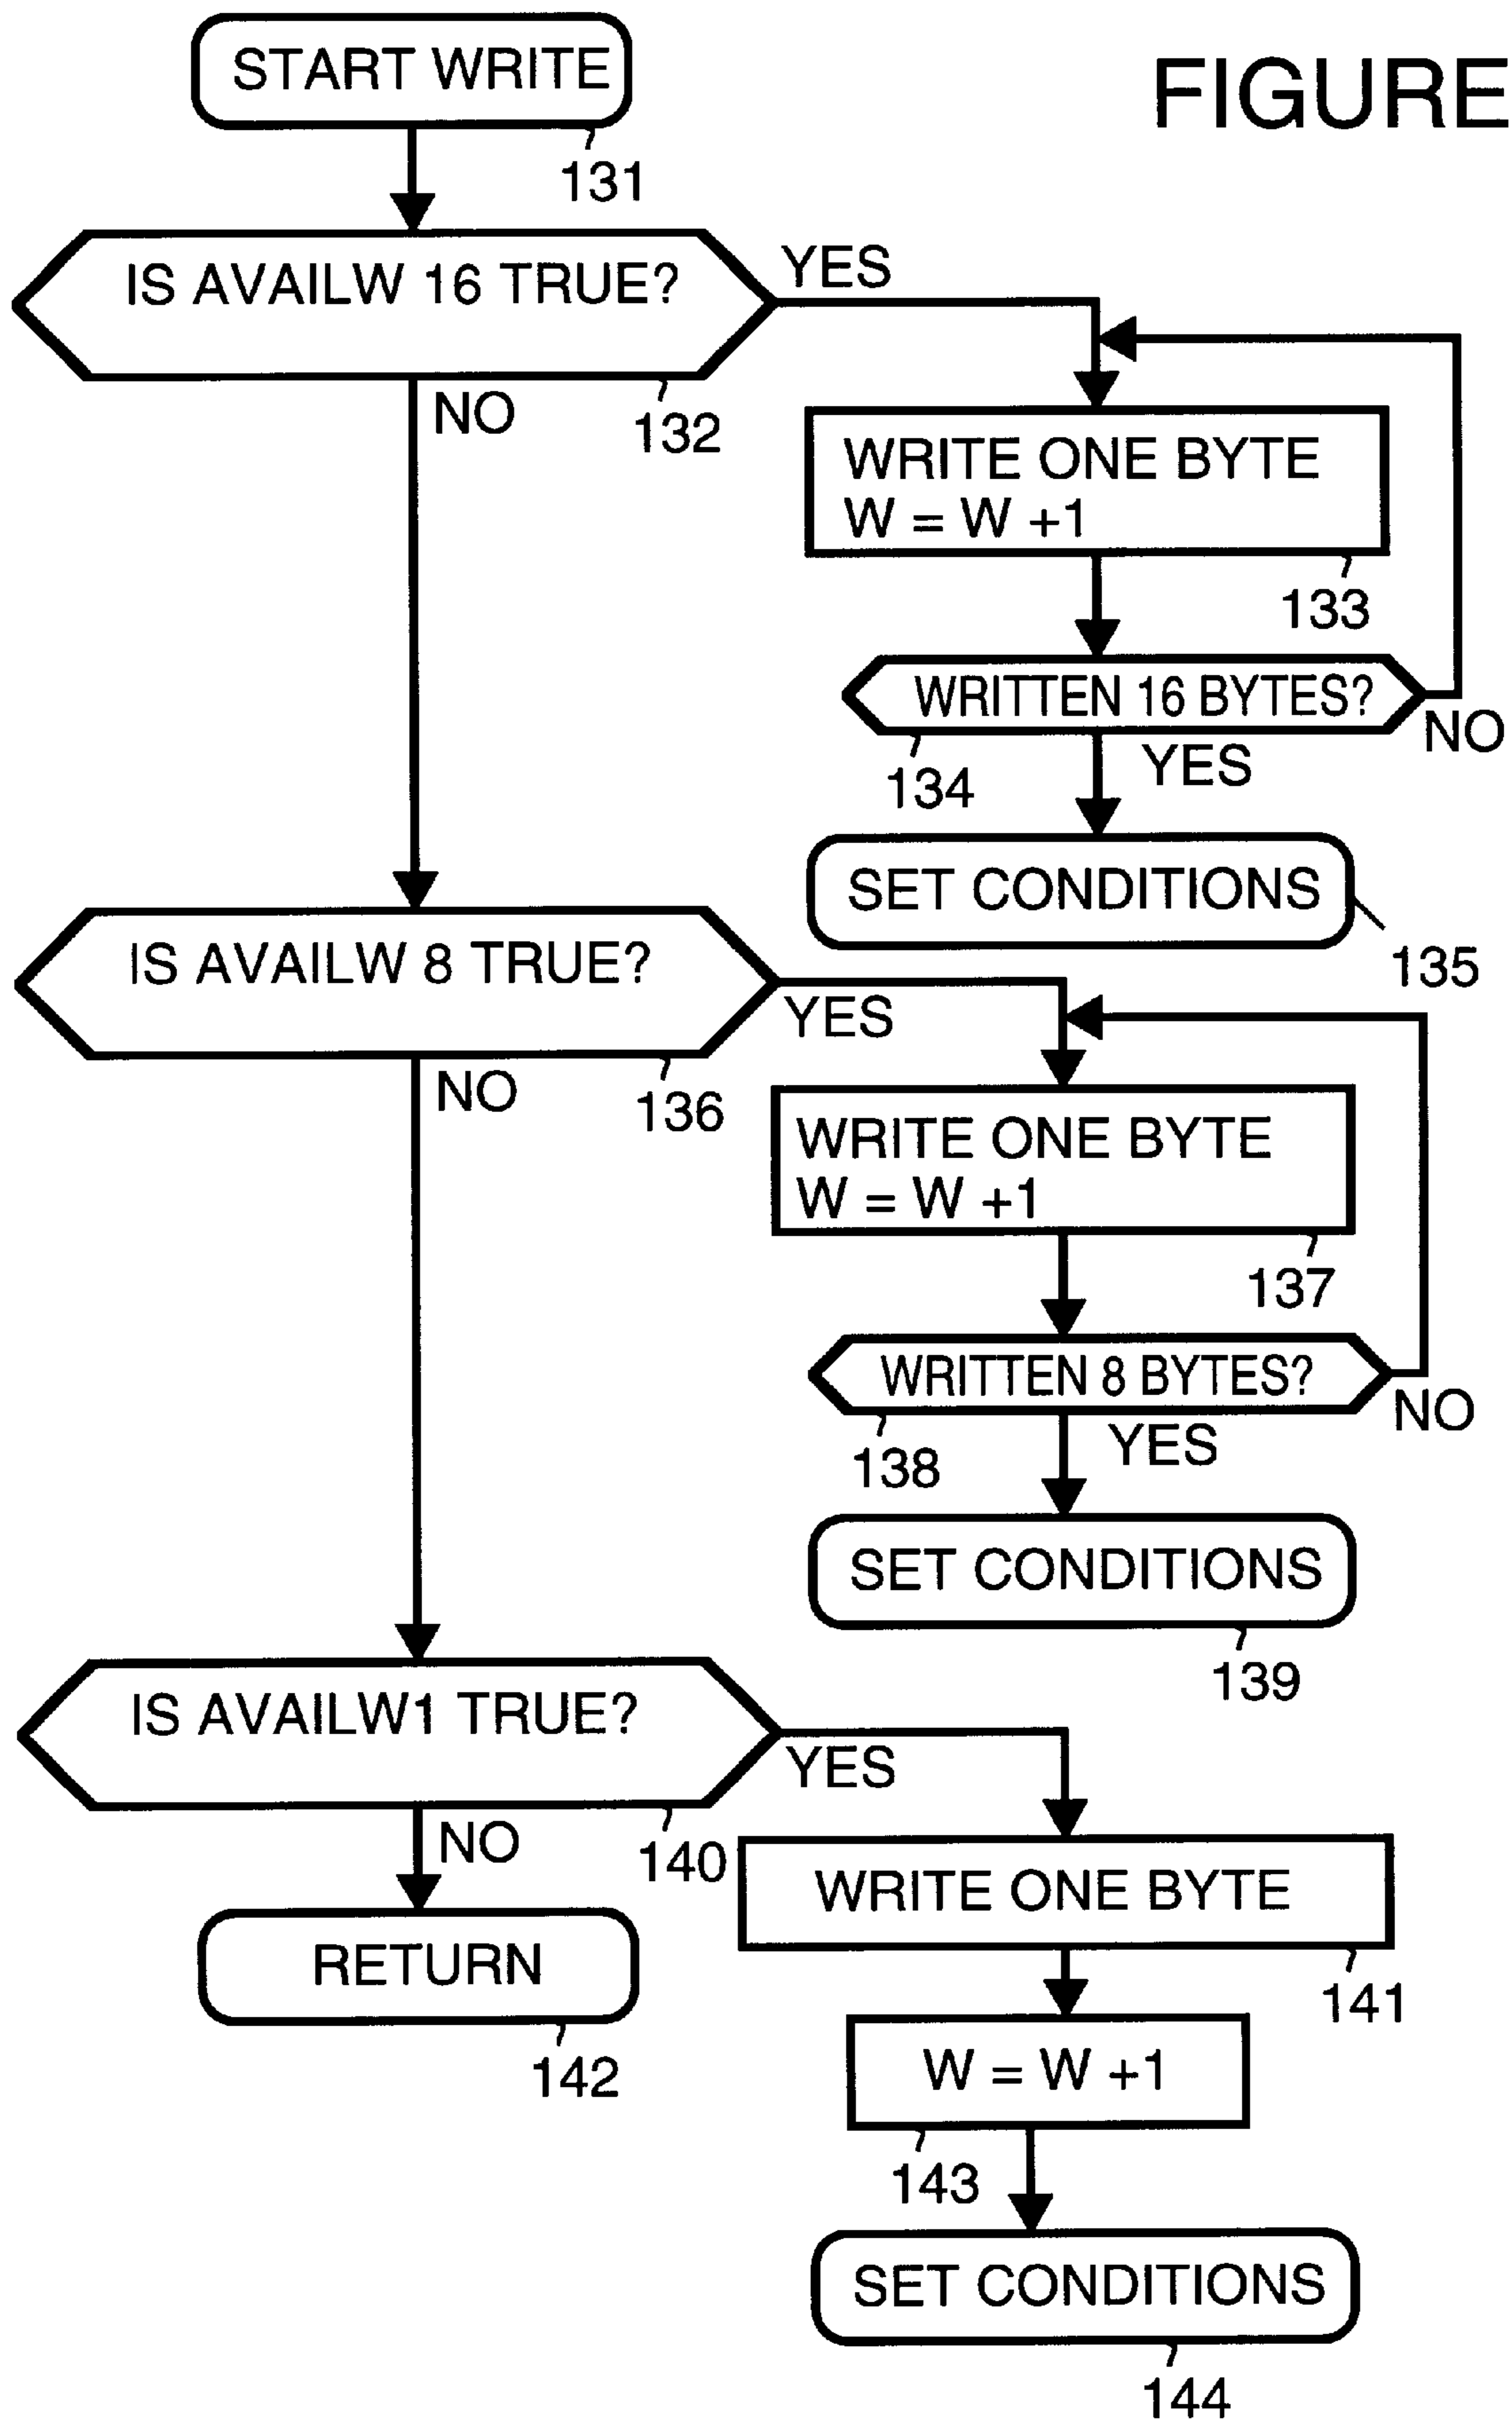 START WRITE
FIGURE
131
IS AVAILW 16 TRUE?
YES
NO
132
WRITE ONE BYTE
W = W +1
133
WRITTEN 16 BYTES?
NO
134
YES
SET CONDITIONS
135
IS AVAILW 8 TRUE?
YES
NO
136
WRITE ONE BYTE
W = W +1
137
WRITTEN 8 BYTES?
NO
138
YES
SET CONDITIONS
139
IS AVAILW1 TRUE?
YES
NO
140
WRITE ONE BYTE
141
RETURN
142
W = W +1
143
SET CONDITIONS
144